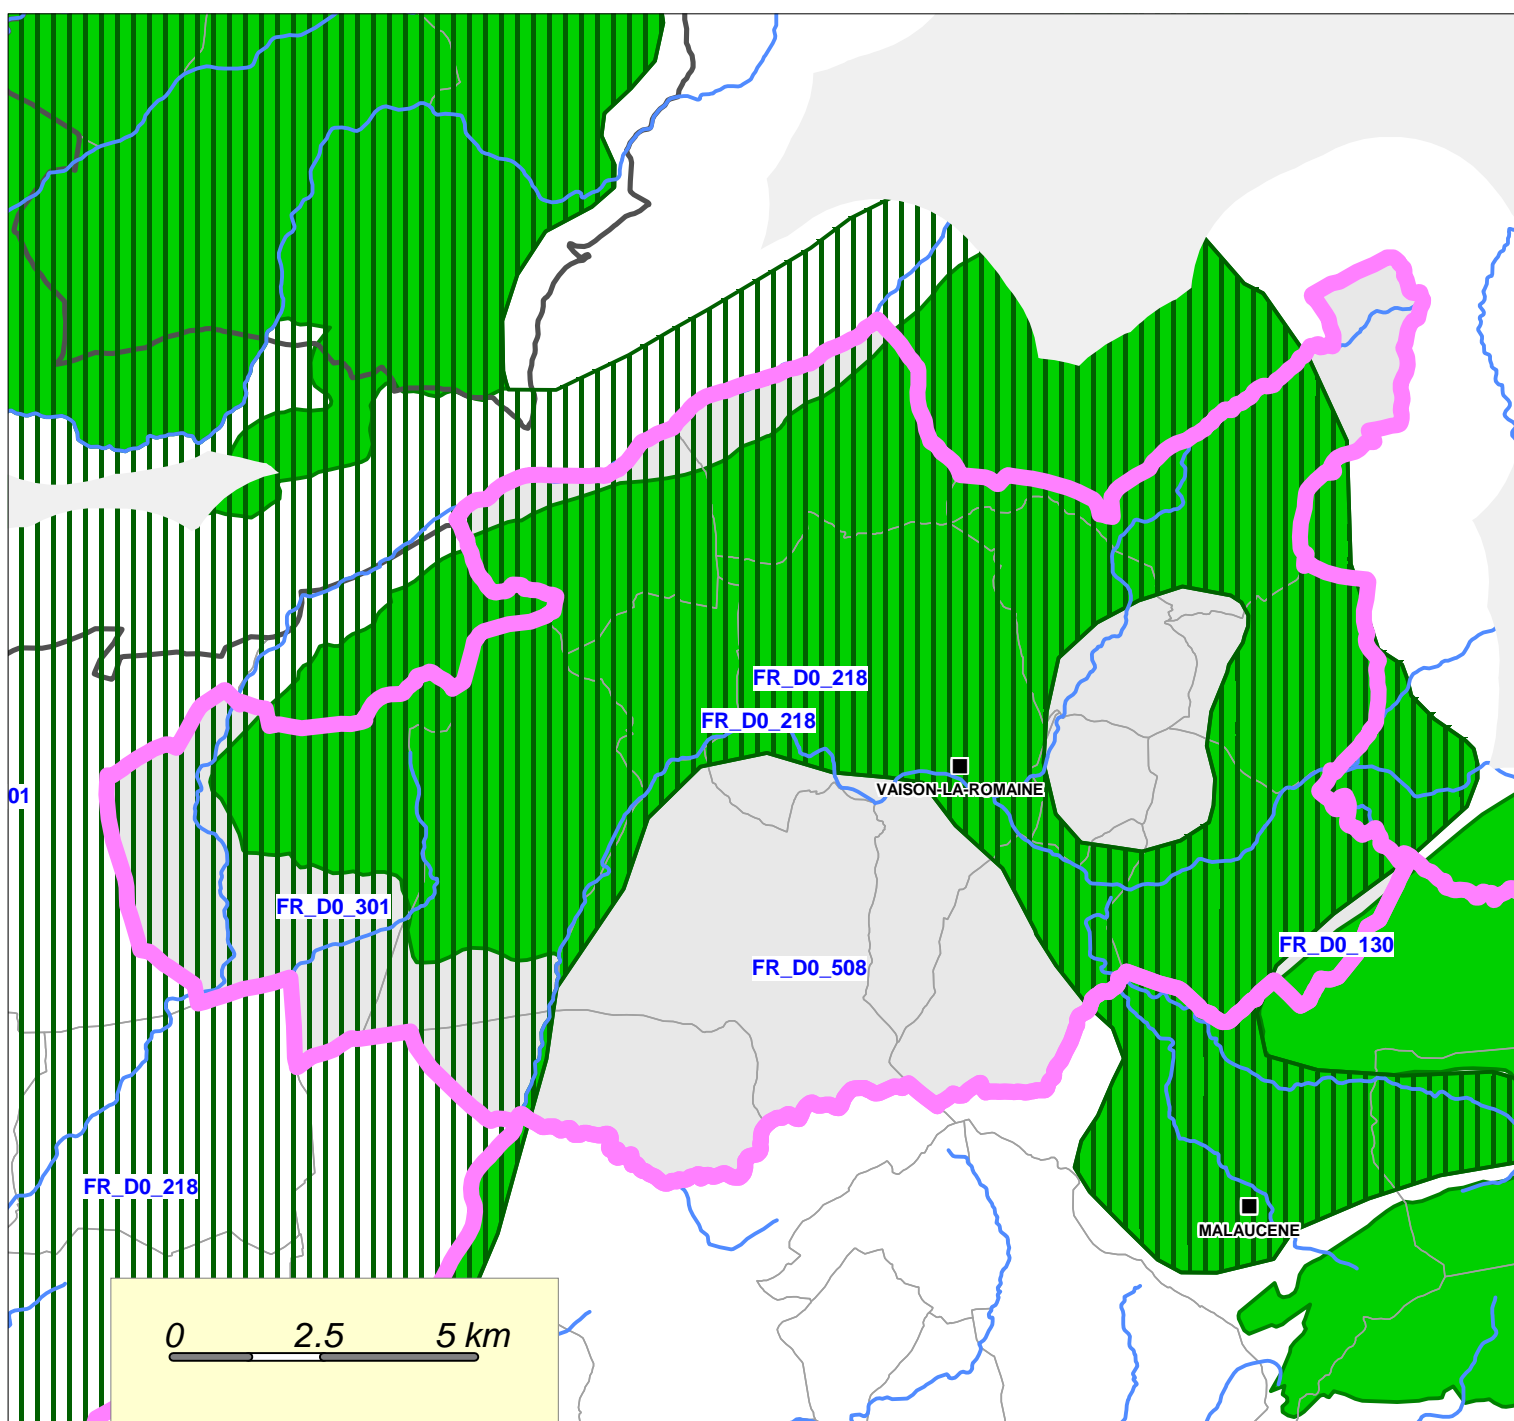 FR_D0_218
FR_D0_218
VAISON-LA-ROMAINE
01
FR_D0_301
FR_D0_130
FR_D0_508
FR_D0_218
MALAUCENE
0 2.5 5 km